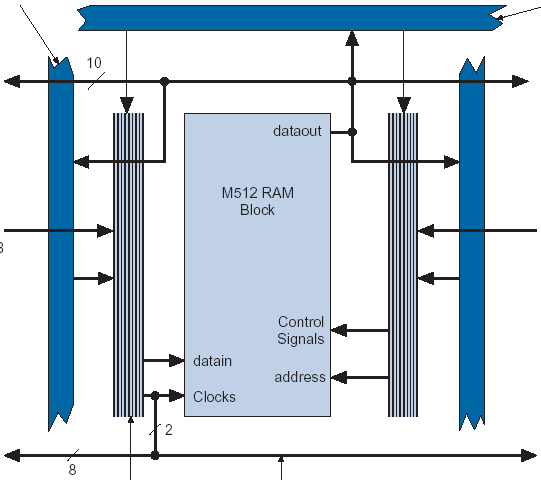 10
dataout
M512 RAM
Block
Control
Signals
datain
address
Clocks
2
8